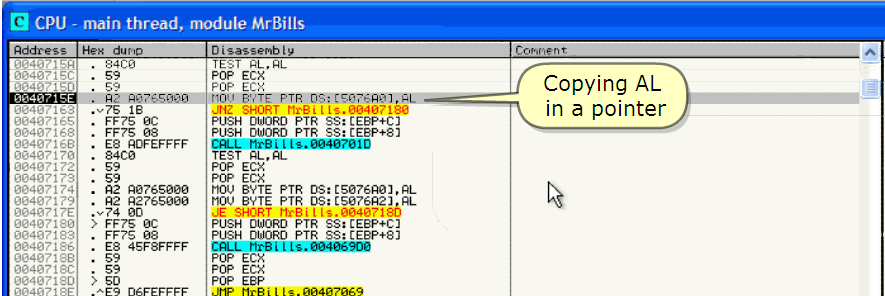 C CPU - main thread, module MrBills
Address Hex dump Disassembly Comment
0040715A . 84C0 TEST AL,AL
0040715C . 59 POP ECX
0040715D . 59 POP ECX
0040715E . A2 A0765000 MOV BYTE PTR DS:[5076A0],AL
00407163 .v75 1B JNZ SHORT MrBills.00407180
00407165 . FF75 0C PUSH DWORD PTR SS:[EBP+C]
00407168 . FF75 08 PUSH DWORD PTR SS:[EBP+8]
0040716B . E8 ADFEFFFF CALL MrBills.0040701D
00407170 . 84C0 TEST AL,AL
00407172 . 59 POP ECX
00407173 . 59 POP ECX
00407174 . A2 A0765000 MOV BYTE PTR DS:[5076A0],AL
00407179 . A2 A2765000 MOV BYTE PTR DS:[5076A2],AL
0040717E .v74 0D JE SHORT MrBills.0040718D
00407180 > FF75 0C PUSH DWORD PTR SS:[EBP+C]
00407183 . FF75 08 PUSH DWORD PTR SS:[EBP+8]
00407186 . E8 45F8FFFF CALL MrBills.004069D0
0040718B . 59 POP ECX
0040718C . 59 POP ECX
0040718D > 5D POP EBP
0040718E .^E9 D6FEFFFF JMP MrBills.00407069
Copying AL
in a pointer